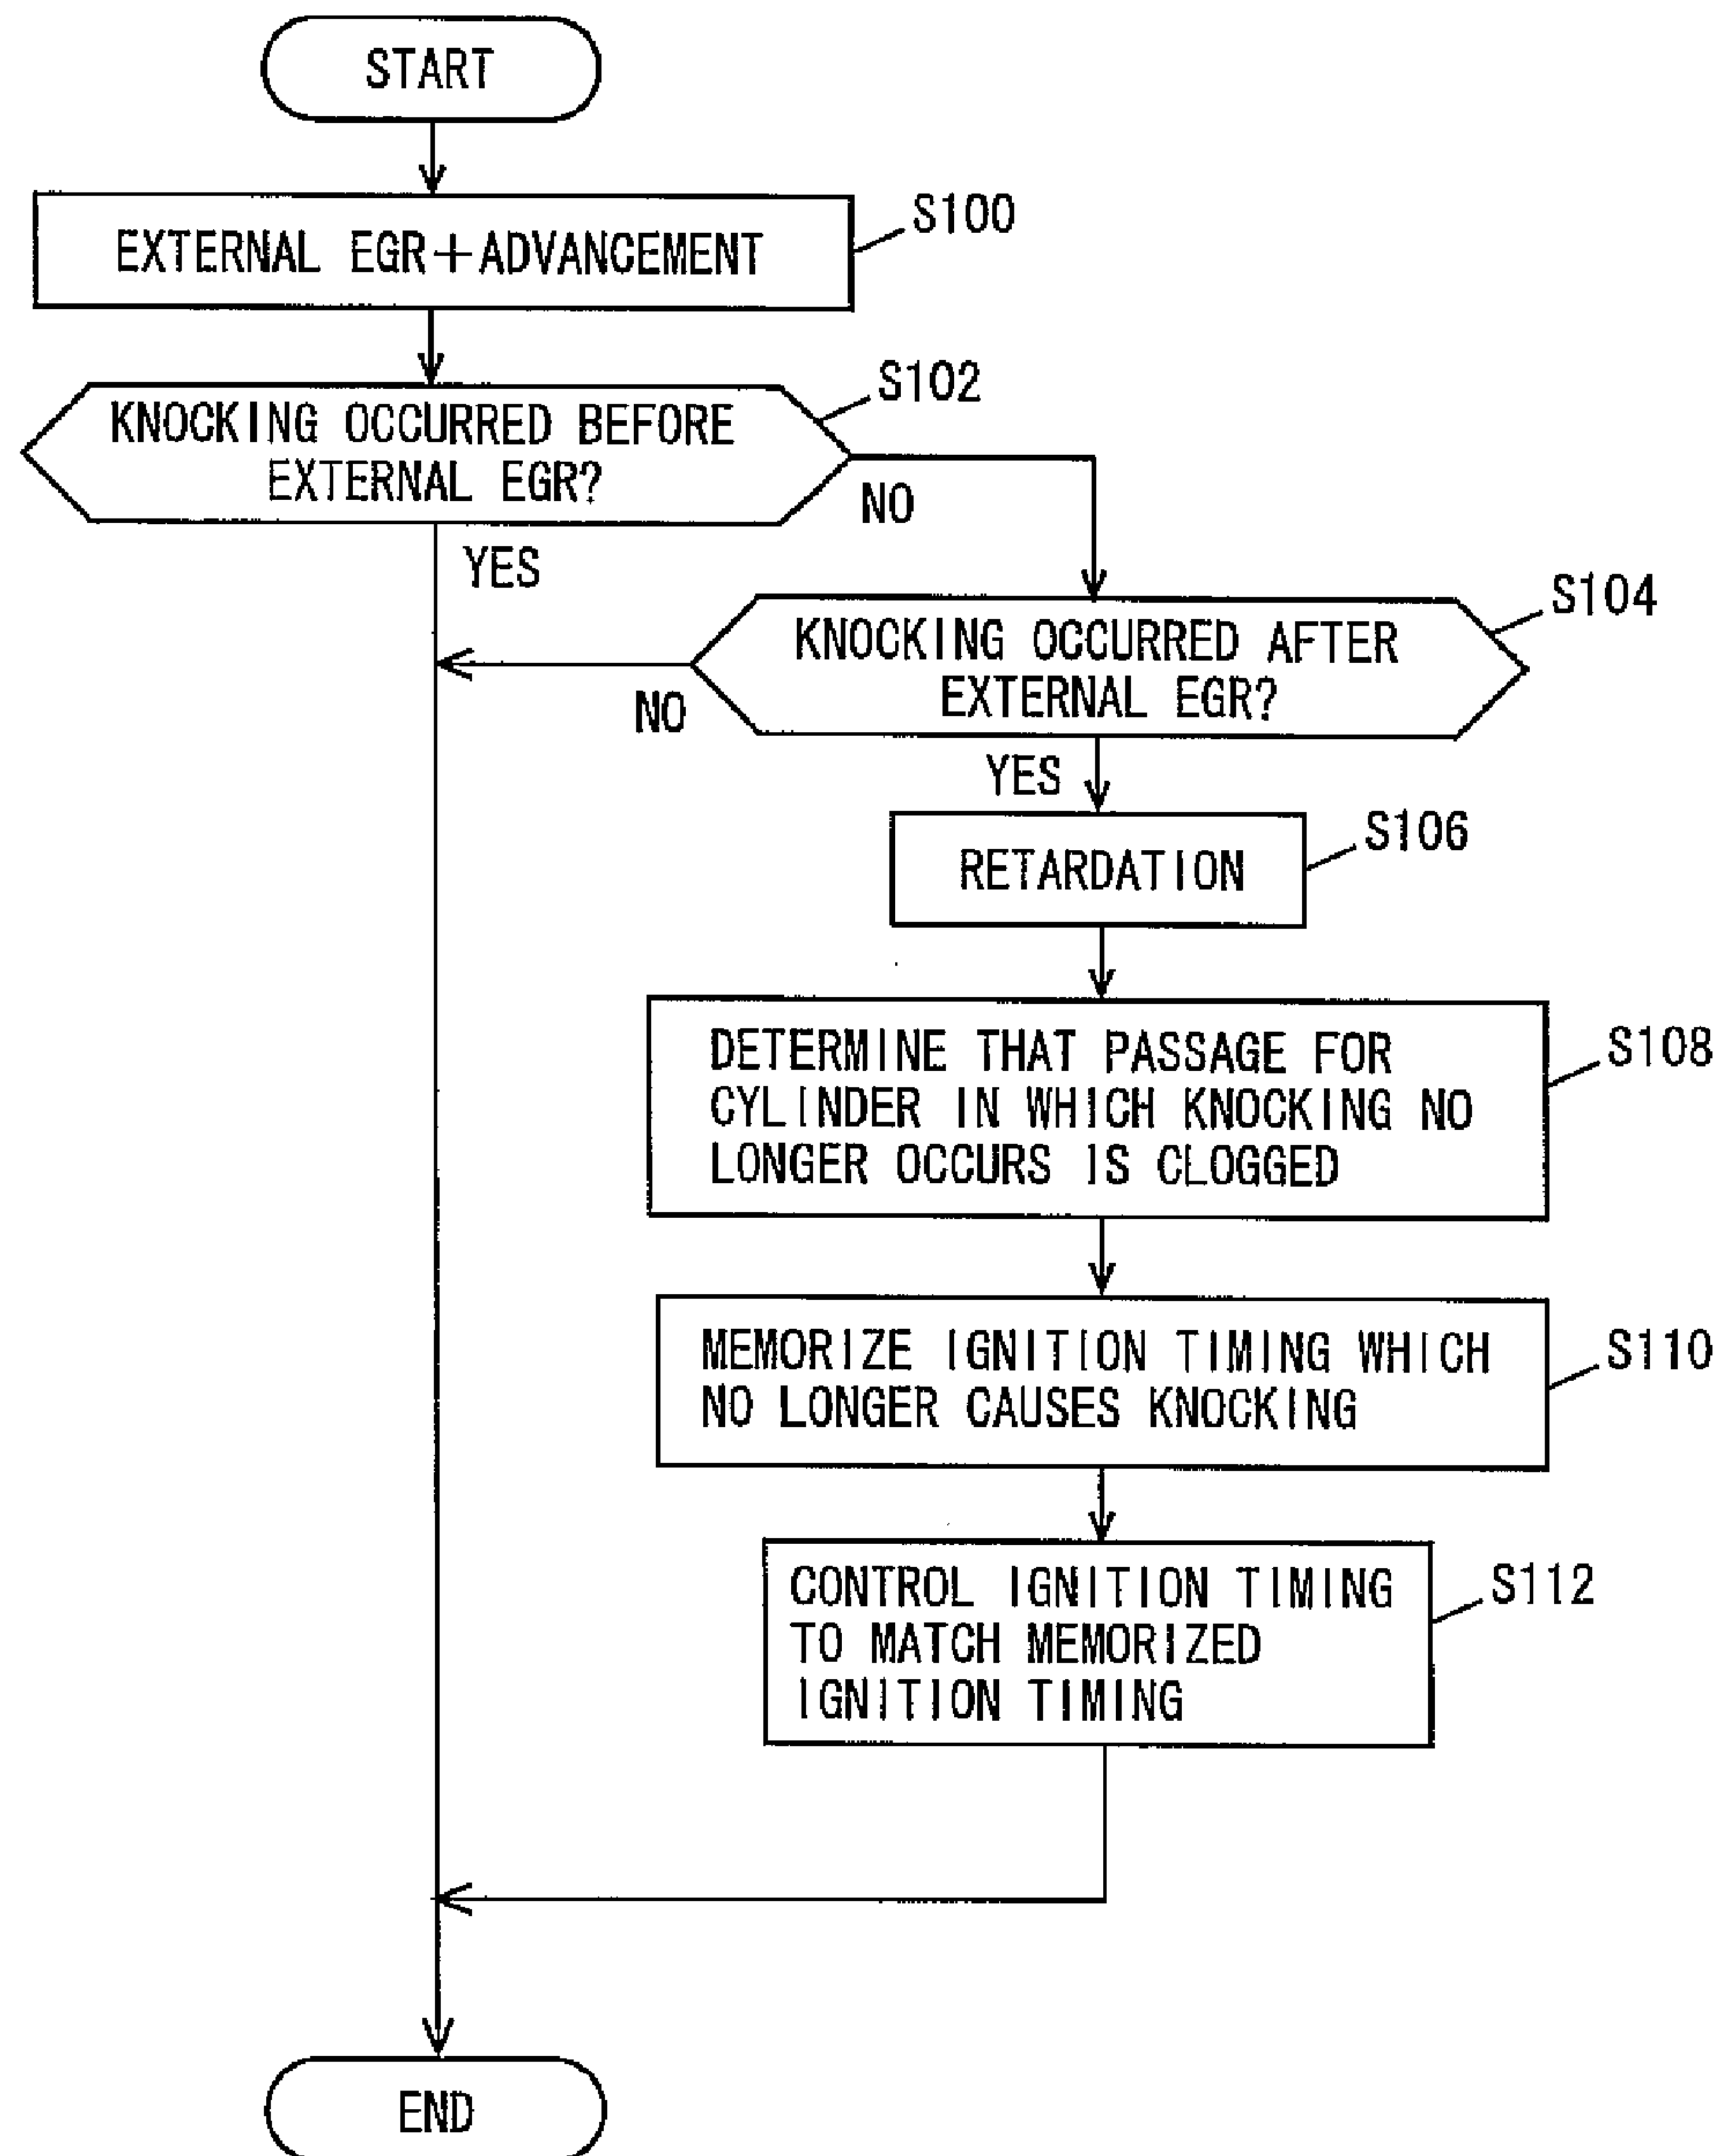 START
EXTERNAL EGR+ADVANCEMENT
S100
KNOCKING OCCURRED BEFORE
EXTERNAL EGR?
S102
NO
YES
KNOCKING OCCURRED AFTER
EXTERNAL EGR?
S104
NO
YES
RETARDATION
S106
DETERMINE THAT PASSAGE FOR
CYLINDER IN WHICH KNOCKING NO
LONGER OCCURS IS CLOGGED
S108
MEMORIZE IGNITION TIMING WHICH
NO LONGER CAUSES KNOCKING
S110
CONTROL IGNITION TIMING
TO MATCH MEMORIZED
IGNITION TIMING
S112
END